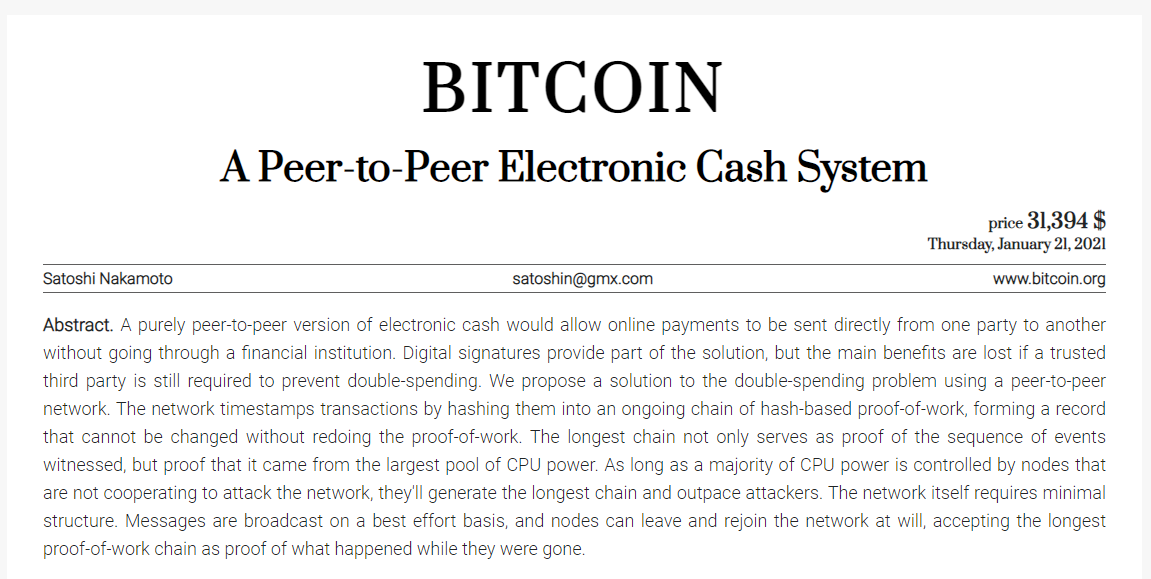 BITCOIN
A Peer-to-Peer Electronic Cash System
price 31,394 $
Thursday, January 21, 2021
Satoshi Nakamoto satoshin@gmx.com www.bitcoin.org
Abstract. A purely peer-to-peer version of electronic cash would allow online payments to be sent directly from one party to another
without going through a financial institution. Digital signatures provide part of the solution, but the main benefits are lost if a trusted
third party is still required to prevent double-spending. We propose a solution to the double-spending problem using a peer-to-peer
network. The network timestamps transactions by hashing them into an ongoing chain of hash-based proof-of-work, forming a record
that cannot be changed without redoing the proof-of-work. The longest chain not only serves as proof of the sequence of events
witnessed, but proof that it came from the largest pool of CPU power. As long as a majority of CPU power is controlled by nodes that
are not cooperating to attack the network, they'll generate the longest chain and outpace attackers. The network itself requires minimal
structure. Messages are broadcast on a best effort basis, and nodes can leave and rejoin the network at will, accepting the longest
proof-of-work chain as proof of what happened while they were gone.